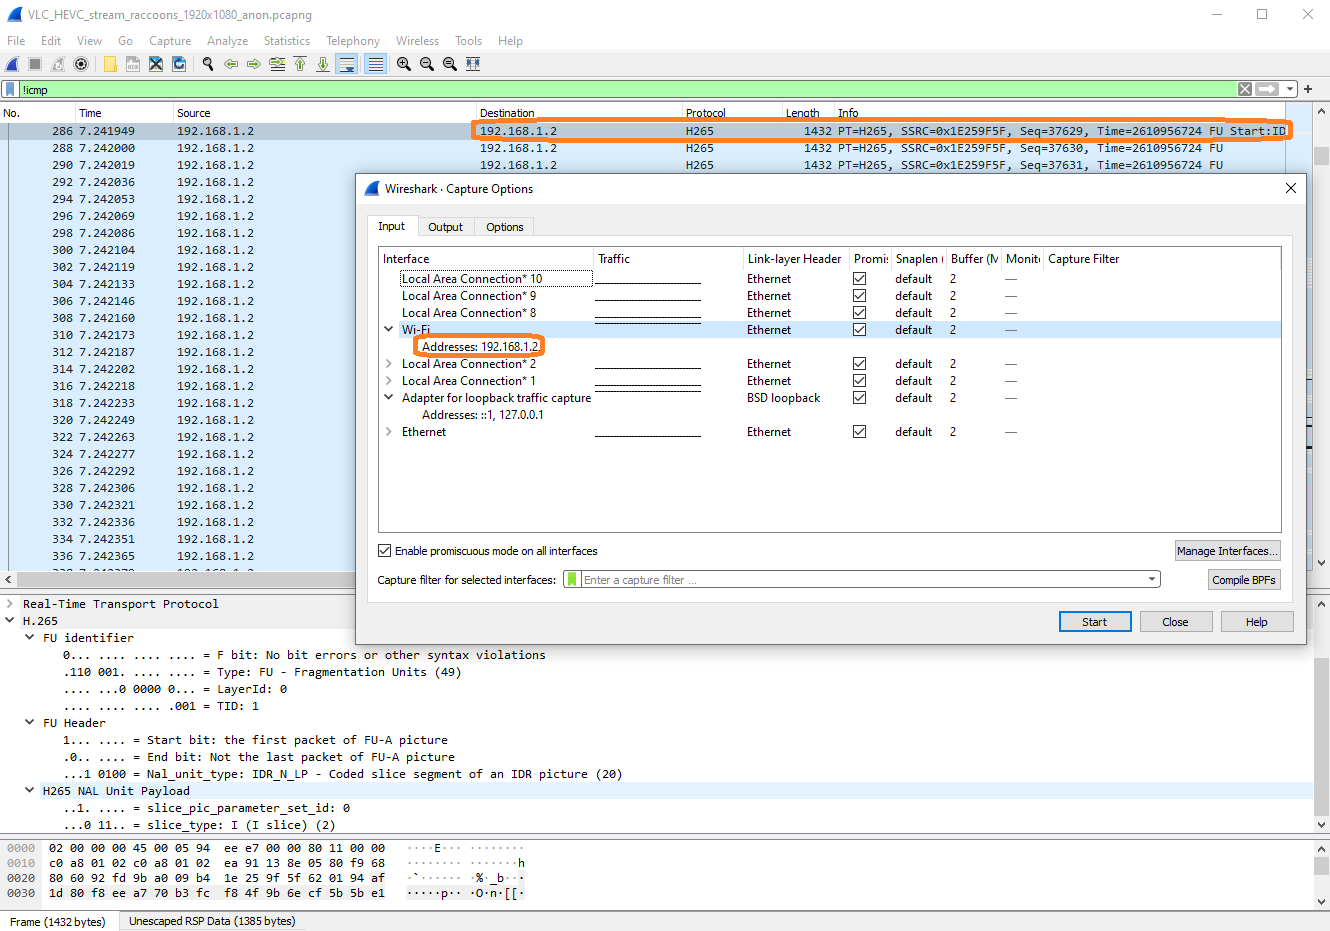 VLC_HEVC_stream_raccoons_1920x1080_anon.pcapng
File Edit View Go Capture Analyze Statistics Telephony Wireless Tools Help
!icmp
No. Time Source Destination Protocol Length Info
286 7.241949 192.168.1.2 192.168.1.2 H265 1432 PT=H265, SSRC=0x1E259F5F, Seq=37629, Time=2610956724 FU Start:ID
288 7.242000 192.168.1.2 192.168.1.2 H265 1432 PT=H265, SSRC=0x1E259F5F, Seq=37630, Time=2610956724 FU
290 7.242019 192.168.1.2 192.168.1.2 H265 1432 PT=H265, SSRC=0x1E259F5F, Seq=37631, Time=2610956724 FU
292 7.242036 192.168.1.2
294 7.242053 192.168.1.2
296 7.242069 192.168.1.2
298 7.242086 192.168.1.2
300 7.242104 192.168.1.2
302 7.242119 192.168.1.2
304 7.242133 192.168.1.2
306 7.242146 192.168.1.2
308 7.242160 192.168.1.2
310 7.242173 192.168.1.2
312 7.242187 192.168.1.2
314 7.242202 192.168.1.2
316 7.242218 192.168.1.2
318 7.242233 192.168.1.2
320 7.242249 192.168.1.2
322 7.242263 192.168.1.2
324 7.242277 192.168.1.2
326 7.242292 192.168.1.2
328 7.242306 192.168.1.2
330 7.242321 192.168.1.2
332 7.242336 192.168.1.2
334 7.242351 192.168.1.2
336 7.242365 192.168.1.2
Wireshark · Capture Options
Input Output Options
Interface Traffic Link-layer Header Promis Snaplen ( Buffer (M Monito Capture Filter
Local Area Connection* 10 Ethernet default 2 —
Local Area Connection* 9 Ethernet default 2 —
Local Area Connection* 8 Ethernet default 2 —
Wi-Fi Ethernet default 2 —
Addresses: 192.168.1.2
Local Area Connection* 2 Ethernet default 2 —
Local Area Connection* 1 Ethernet default 2 —
Adapter for loopback traffic capture BSD loopback default 2 —
Addresses: ::1, 127.0.0.1
Ethernet Ethernet default 2 —
Enable promiscuous mode on all interfaces
Manage Interfaces...
Capture filter for selected interfaces: Enter a capture filter ...
Compile BPFs
Start Close Help
Real-Time Transport Protocol
H.265
FU identifier
0... .... .... .... = F bit: No bit errors or other syntax violations
.110 001. .... .... = Type: FU - Fragmentation Units (49)
.... ...0 0000 0... = LayerId: 0
.... .... .... .001 = TID: 1
FU Header
1... .... = Start bit: the first packet of FU-A picture
.0.. .... = End bit: Not the last packet of FU-A picture
...1 0100 = Nal_unit_type: IDR_N_LP - Coded slice segment of an IDR picture (20)
H265 NAL Unit Payload
..1. .... = slice_pic_parameter_set_id: 0
...0 11.. = slice_type: I (I slice) (2)
0000 02 00 00 00 45 00 05 94 ee e7 00 00 80 11 00 00 ····E··· ········
0010 c0 a8 01 02 c0 a8 01 02 ea 91 13 8e 05 80 f9 68 ········ ·······h
0020 80 60 92 fd 9b a0 09 b4 1e 25 9f 5f 62 01 94 af ·`······ ·%·_b···
0030 1d 80 f8 ee a7 70 b3 fc f8 4f 9b 6e cf 5b 5b e1 ·····p·· ·O·n·[[·
Frame (1432 bytes) Unescaped RSP Data (1385 bytes)